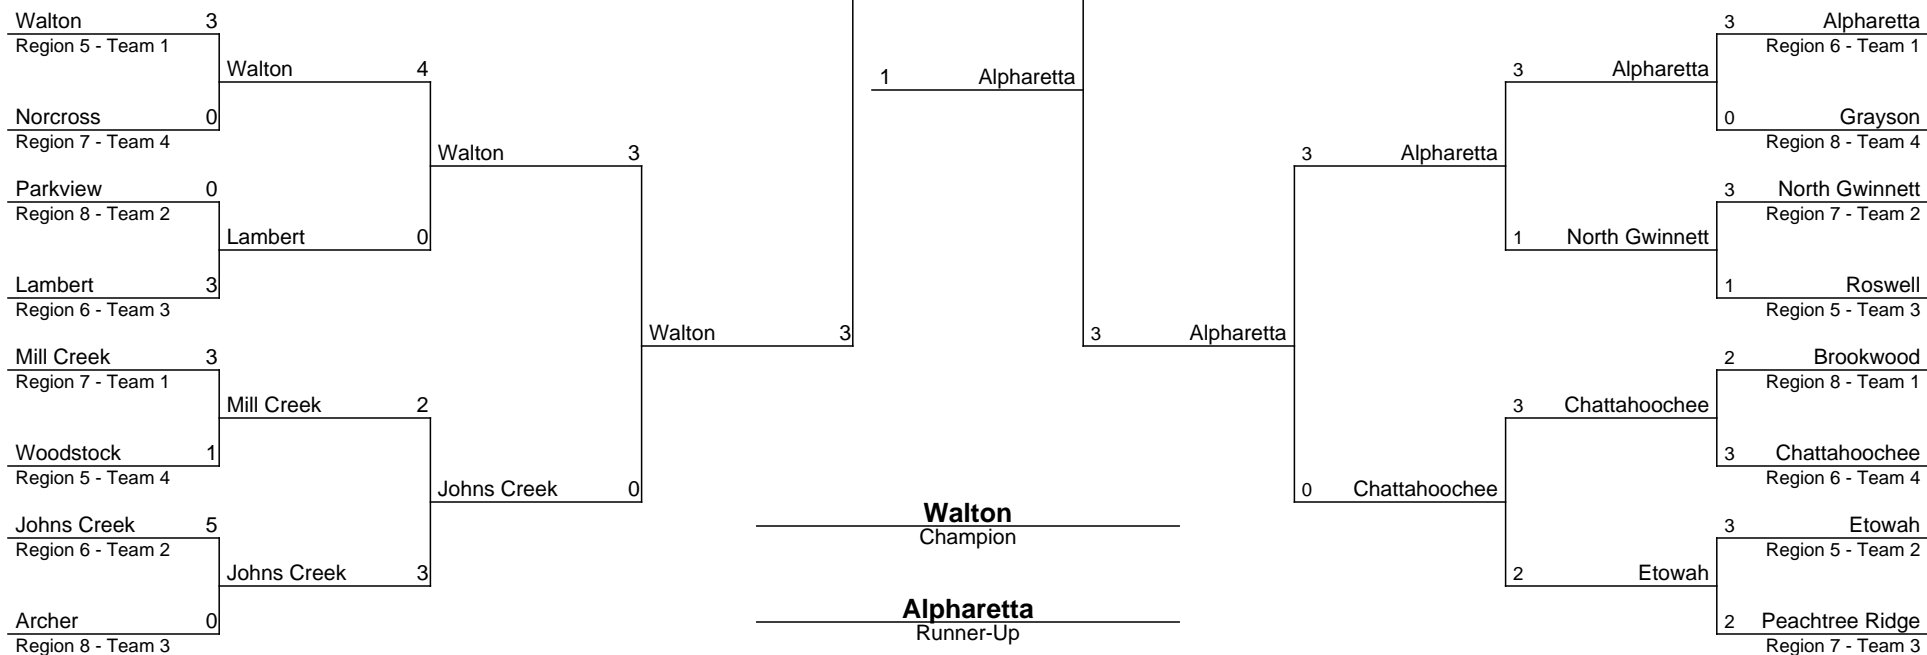 Walton 3
Region 5 - Team 1
Walton 4
Norcross 0
Region 7 - Team 4
Walton 3
Parkview 0
Region 8 - Team 2
Lambert 0
Lambert 3
Region 6 - Team 3
Walton 3
Mill Creek 3
Region 7 - Team 1
Mill Creek 2
Woodstock 1
Region 5 - Team 4
Johns Creek 0
Johns Creek 5
Region 6 - Team 2
Johns Creek 3
Archer 0
Region 8 - Team 3
1 Alpharetta
Walton
Champion
Alpharetta
Runner-Up
3 Alpharetta
Region 6 - Team 1
3 Alpharetta
0 Grayson
Region 8 - Team 4
3 Alpharetta
3 North Gwinnett
Region 7 - Team 2
1 North Gwinnett
1 Roswell
Region 5 - Team 3
3 Alpharetta
2 Brookwood
Region 8 - Team 1
3 Chattahoochee
3 Chattahoochee
Region 6 - Team 4
0 Chattahoochee
3 Etowah
Region 5 - Team 2
2 Etowah
2 Peachtree Ridge
Region 7 - Team 3